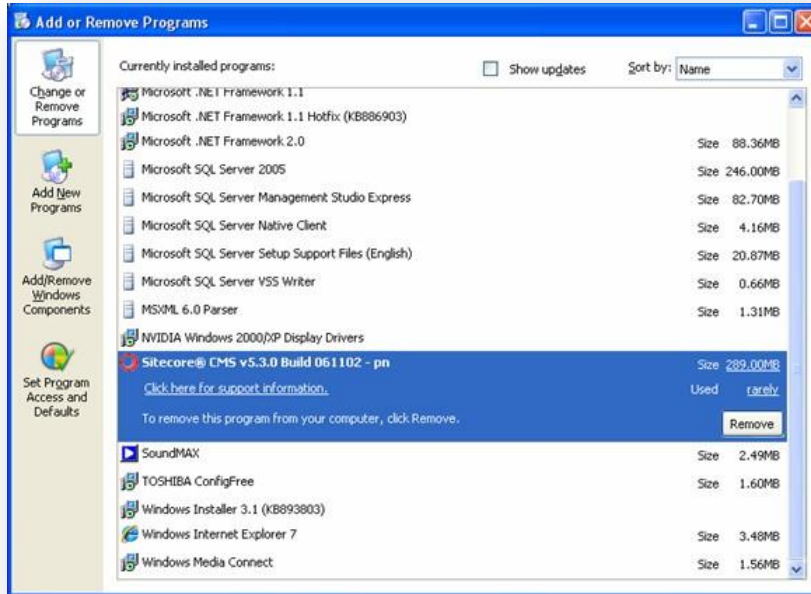 Add or Remove Programs
Change or
Remove
Programs
Add New
Programs
Add/Remove
Windows
Components
Set Program
Access and
Defaults
Currently installed programs:
Show updates
Sort by: Name
Microsoft .NET Framework 1.1
Microsoft .NET Framework 1.1 Hotfix (KB886903)
Microsoft .NET Framework 2.0 Size 88.36MB
Microsoft SQL Server 2005 Size 246.00MB
Microsoft SQL Server Management Studio Express Size 82.70MB
Microsoft SQL Server Native Client Size 4.16MB
Microsoft SQL Server Setup Support Files (English) Size 20.87MB
Microsoft SQL Server VSS Writer Size 0.66MB
MSXML 6.0 Parser Size 1.31MB
NVIDIA Windows 2000/XP Display Drivers
Sitecore® CMS v5.3.0 Build 061102 - pn Size 289.00MB
Click here for support information. Used rarely
To remove this program from your computer, click Remove. Remove
SoundMAX Size 2.49MB
TOSHIBA ConfigFree Size 1.60MB
Windows Installer 3.1 (KB893803)
Windows Internet Explorer 7 Size 3.48MB
Windows Media Connect Size 1.56MB